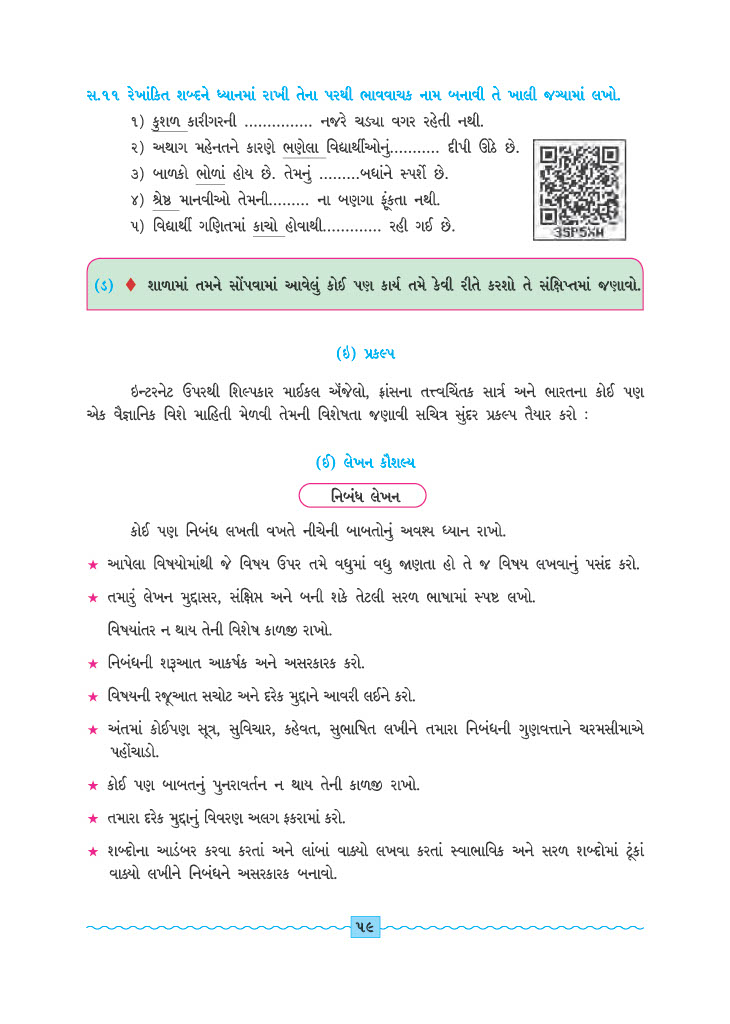 સ.૧૧ રેખાંકિત શબ્દને ધ્યાનમાં રાખી તેના પરથી ભાવવાચક નામ બનાવી તે ખાલી જગ્યામાં લખો.
૧) કુશળ કારીગરની ............... નજરે ચડ્યા વગર રહેતી નથી.
૨) અથાગ મહેનતને કારણે ભણેલા વિદ્યાર્થીઓનું........... દીપી ઊઠે છે.
૩) બાળકો ભોળાં હોય છે. તેમનું .........બધાંને સ્પર્શે છે.
૪) શ્રેષ્ઠ માનવીઓ તેમની......... ના બણગા ફૂંકતા નથી.
૫) વિદ્યાર્થી ગણિતમાં કાચો હોવાથી............. રહી ગઈ છે.
3SP5XW
(ડ) ♦ શાળામાં તમને સોંપવામાં આવેલું કોઈ પણ કાર્ય તમે કેવી રીતે કરશો તે સંક્ષિપ્તમાં જણાવો.
(ઇ) પ્રકલ્પ
ઇન્ટરનેટ ઉપરથી શિલ્પકાર માઈકલ ઍંજેલો, ફ્રાંસના તત્ત્વચિંતક સાર્ત્ર અને ભારતના કોઈ પણ
એક વૈજ્ઞાનિક વિશે માહિતી મેળવી તેમની વિશેષતા જણાવી સચિત્ર સુંદર પ્રકલ્પ તૈયાર કરો :
(ઈ) લેખન કૌશલ્ય
નિબંધ લેખન
કોઈ પણ નિબંધ લખતી વખતે નીચેની બાબતોનું અવશ્ય ધ્યાન રાખો.
★ આપેલા વિષયોમાંથી જે વિષય ઉપર તમે વધુમાં વધુ જાણતા હો તે જ વિષય લખવાનું પસંદ કરો.
★ તમારું લેખન મુદ્દાસર, સંક્ષિપ્ત અને બની શકે તેટલી સરળ ભાષામાં સ્પષ્ટ લખો.
વિષયાંતર ન થાય તેની વિશેષ કાળજી રાખો.
★ નિબંધની શરૂઆત આકર્ષક અને અસરકારક કરો.
★ વિષયની રજૂઆત સચોટ અને દરેક મુદ્દાને આવરી લઈને કરો.
★ અંતમાં કોઈપણ સૂત્ર, સુવિચાર, કહેવત, સુભાષિત લખીને તમારા નિબંધની ગુણવત્તાને ચરમસીમાએ
પહોંચાડો.
★ કોઈ પણ બાબતનું પુનરાવર્તન ન થાય તેની કાળજી રાખો.
★ તમારા દરેક મુદ્દાનું વિવરણ અલગ ફકરામાં કરો.
★ શબ્દોના આડંબર કરવા કરતાં અને લાંબાં વાક્યો લખવા કરતાં સ્વાભાવિક અને સરળ શબ્દોમાં ટૂંકાં
વાક્યો લખીને નિબંધને અસરકારક બનાવો.
૫૯